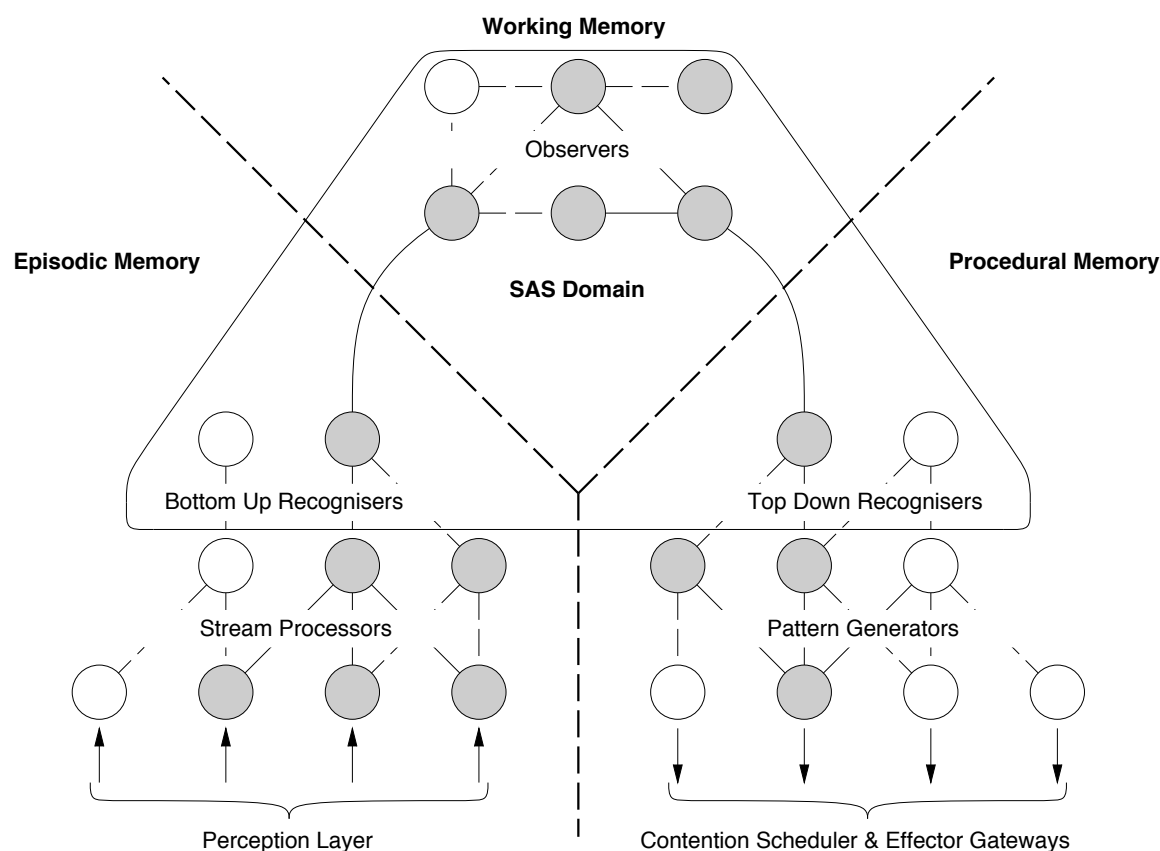 Working Memory
Observers
Episodic Memory
Procedural Memory
SAS Domain
Bottom Up Recognisers
Top Down Recognisers
Stream Processors
Pattern Generators
Perception Layer
Contention Scheduler & Effector Gateways